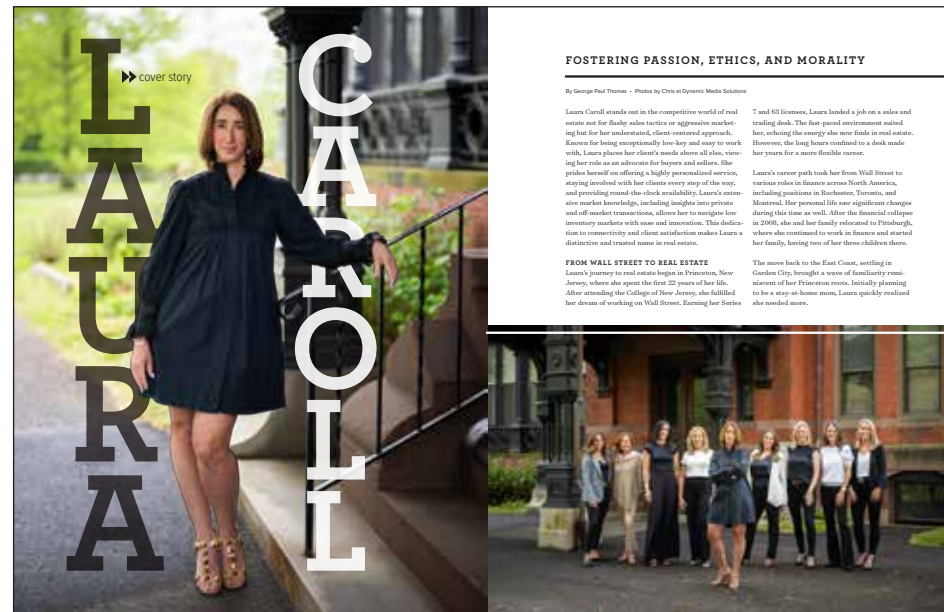 LAURA
CAROLL
cover story
FOSTERING PASSION, ETHICS, AND MORALITY
By George Paul Thomas • Photos by Chris at Dynamic Media Solutions
Laura Caroll stands out in the competitive world of real
estate not for flashy sales tactics or aggressive market-
ing but for her understated, client-centered approach.
Known for being exceptionally low-key and easy to work
with, Laura places her client's needs above all else, view-
ing her role as an advocate for buyers and sellers. She
prides herself on offering a highly personalized service,
staying involved with her clients every step of the way,
and providing round-the-clock availability. Laura's exten-
sive market knowledge, including insights into private
and off-market transactions, allows her to navigate low
inventory markets with ease and innovation. This dedica-
tion to connectivity and client satisfaction makes Laura a
distinctive and trusted name in real estate.
FROM WALL STREET TO REAL ESTATE
Laura's journey to real estate began in Princeton, New
Jersey, where she spent the first 22 years of her life.
After attending the College of New Jersey, she fulfilled
her dream of working on Wall Street. Earning her Series
7 and 63 licenses, Laura landed a job on a sales and
trading desk. The fast-paced environment suited
her, echoing the energy she now finds in real estate.
However, the long hours confined to a desk made
her yearn for a more flexible career.
Laura's career path took her from Wall Street to
various roles in finance across North America,
including positions in Rochester, Toronto, and
Montreal. Her personal life saw significant changes
during this time as well. After the financial collapse
in 2008, she and her family relocated to Pittsburgh,
where she continued to work in finance and started
her family, having two of her three children there.
The move back to the East Coast, settling in
Garden City, brought a wave of familiarity remi-
niscent of her Princeton roots. Initially planning
to be a stay-at-home mom, Laura quickly realized
she needed more.